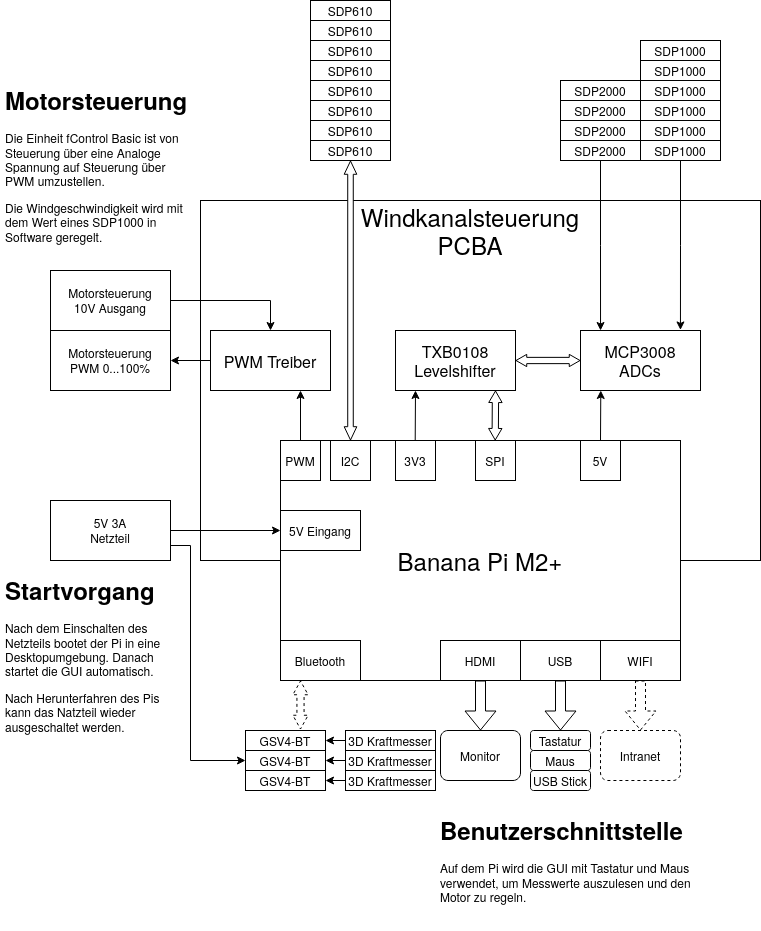 SDP610
SDP610
SDP610
SDP610
SDP610
SDP610
SDP610
SDP610
SDP1000
SDP1000
SDP2000
SDP1000
SDP2000
SDP1000
SDP2000
SDP1000
SDP2000
SDP1000
Motorsteuerung
Die Einheit fControl Basic ist von
Steuerung über eine Analoge
Spannung auf Steuerung über
PWM umzustellen.
Die Windgeschwindigkeit wird mit
dem Wert eines SDP1000 in
Software geregelt.
Windkanalsteuerung
PCBA
Motorsteuerung
10V Ausgang
Motorsteuerung
PWM 0...100%
PWM Treiber
TXB0108
Levelshifter
MCP3008
ADCs
PWM
I2C
3V3
SPI
5V
5V 3A
Netzteil
5V Eingang
Banana Pi M2+
Startvorgang
Nach dem Einschalten des
Netzteils bootet der Pi in eine
Desktopumgebung. Danach
startet die GUI automatisch.
Nach Herunterfahren des Pis
kann das Natzteil wieder
ausgeschaltet werden.
Bluetooth
HDMI
USB
WIFI
GSV4-BT
3D Kraftmesser
GSV4-BT
3D Kraftmesser
GSV4-BT
3D Kraftmesser
Monitor
Tastatur
Maus
USB Stick
Intranet
Benutzerschnittstelle
Auf dem Pi wird die GUI mit Tastatur und Maus
verwendet, um Messwerte auszulesen und den
Motor zu regeln.